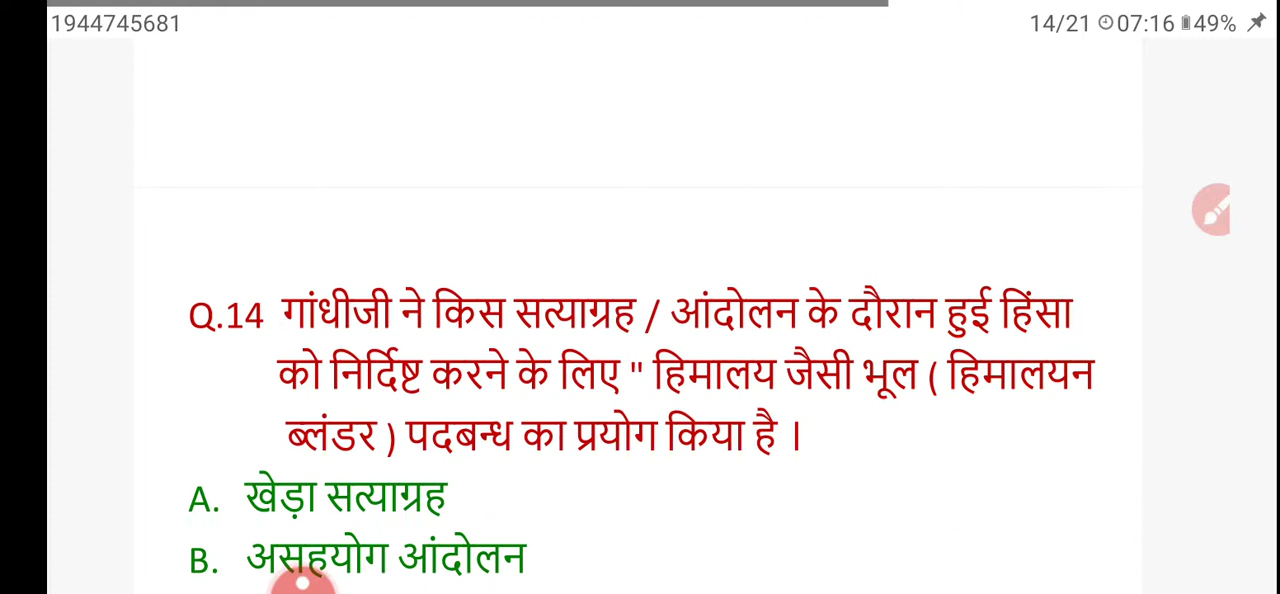 1944745681
14/21 07:16 49%
Q.14 गांधीजी ने किस सत्याग्रह / आंदोलन के दौरान हुई हिंसा
को निर्दिष्ट करने के लिए " हिमालय जैसी भूल ( हिमालयन
ब्लंडर ) पदबन्ध का प्रयोग किया है ।
A. खेड़ा सत्याग्रह
B. असहयोग आंदोलन